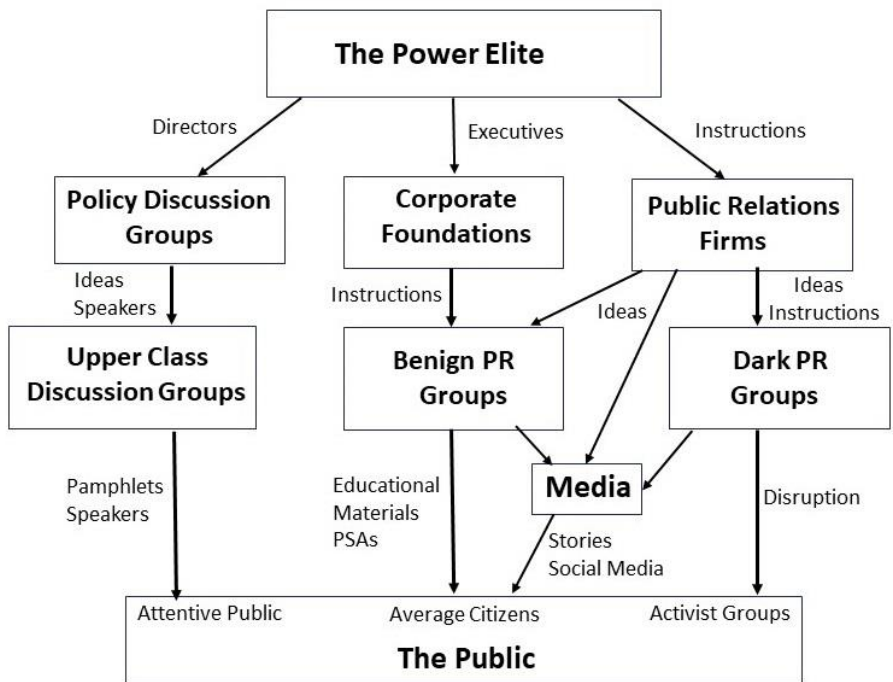 The Power Elite
Directors
Executives
Instructions
Policy Discussion
Groups
Corporate
Foundations
Public Relations
Firms
Ideas
Speakers
Instructions
Ideas
Ideas
Instructions
Upper Class
Discussion Groups
Benign PR
Groups
Dark PR
Groups
Media
Pamphlets
Speakers
Educational
Materials
PSAs
Stories
Social Media
Disruption
Attentive Public
Average Citizens
Activist Groups
The Public